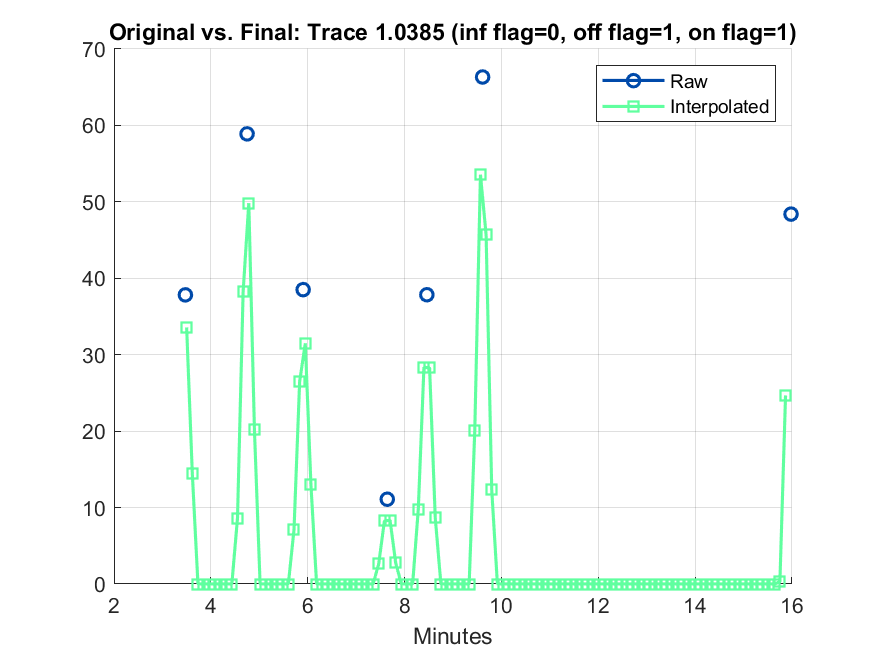 Original vs. Final: Trace 1.0385 (inf flag=0, off flag=1, on flag=1)
70
60
50
40
30
20
10
0
Raw
Interpolated
2 4 6 8 10 12 14 16
Minutes